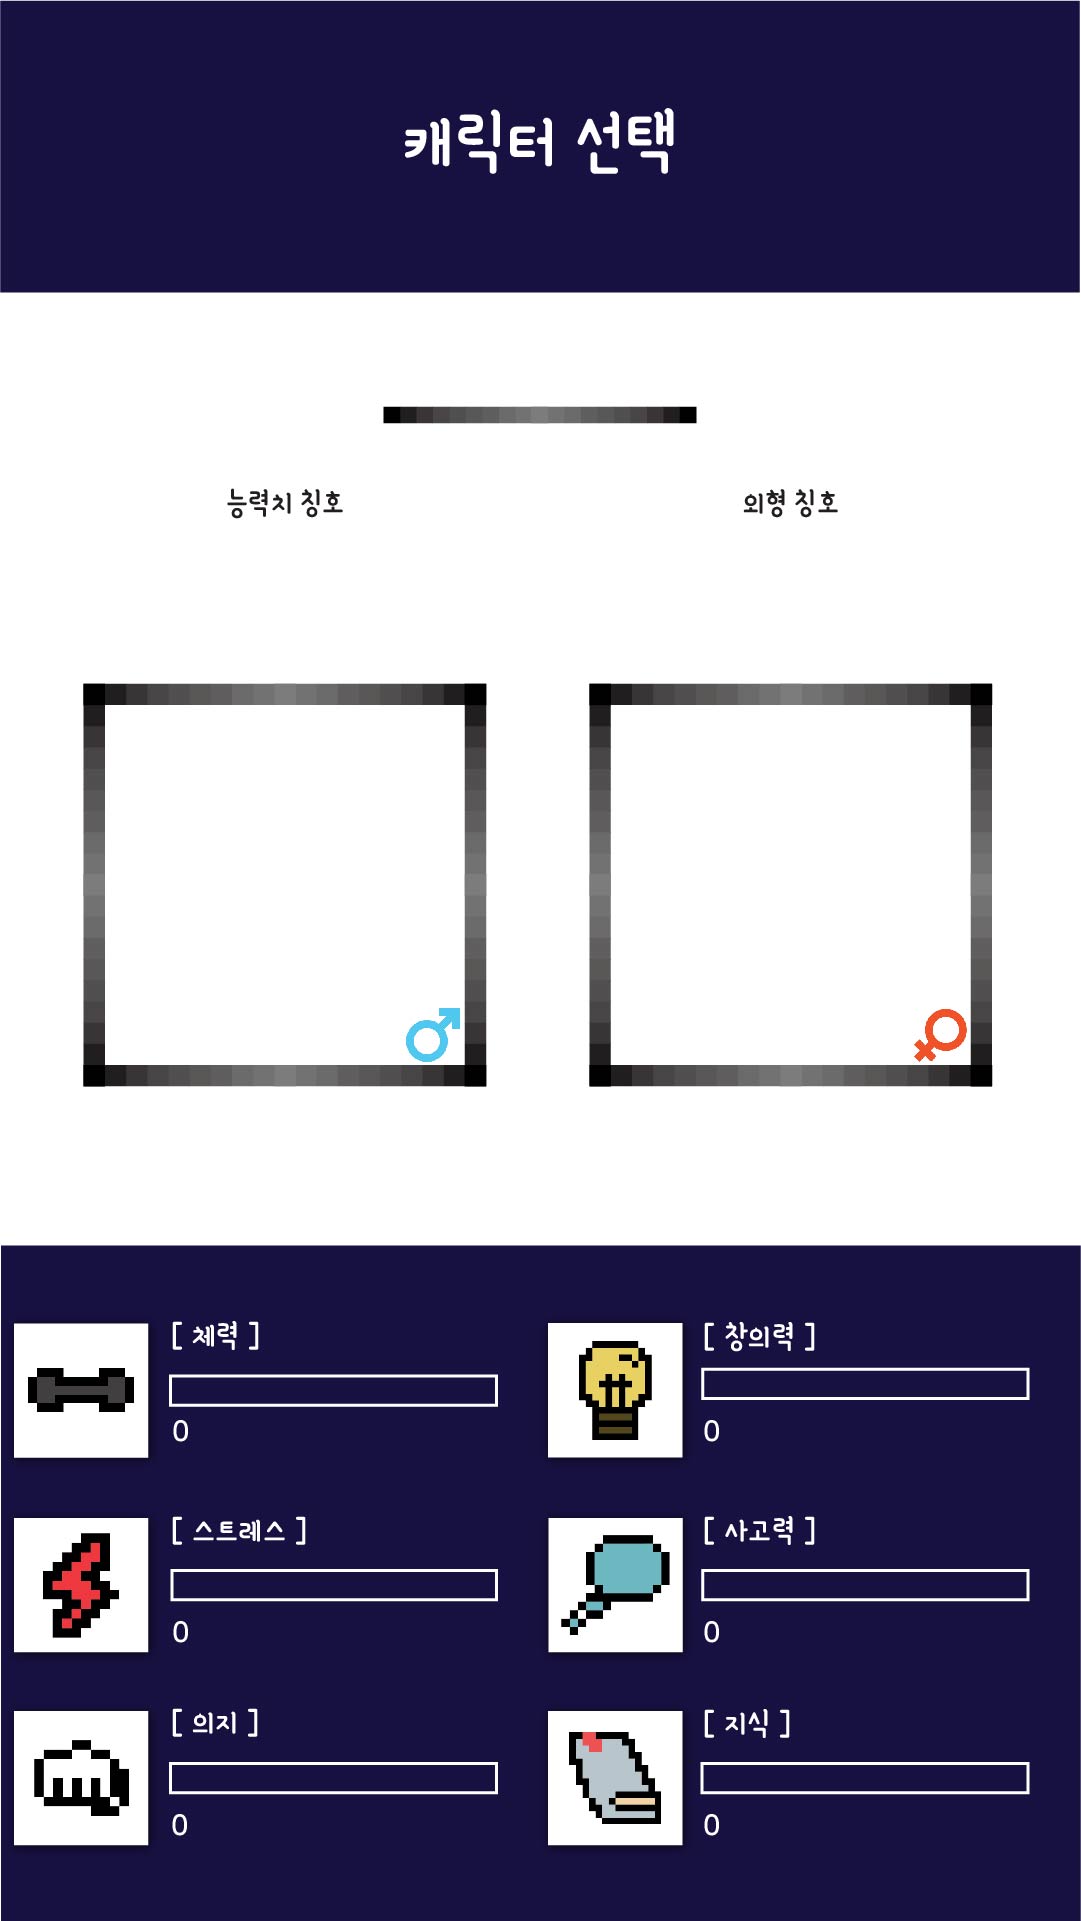 캐릭터 선택
능력치 칭호
외형 칭호
[ 체력 ]
0
[ 창의력 ]
0
[ 스트레스 ]
0
[ 사고력 ]
0
[ 의지 ]
0
[ 지식 ]
0